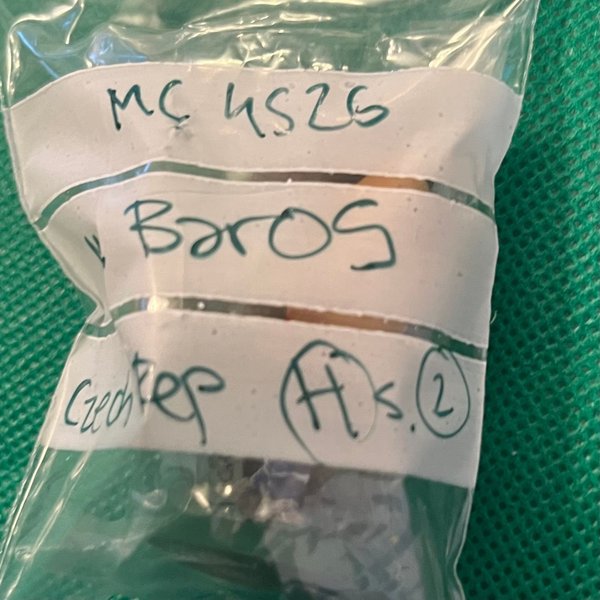 MC 4526
Baros
Czech Rep (H) s. (2)